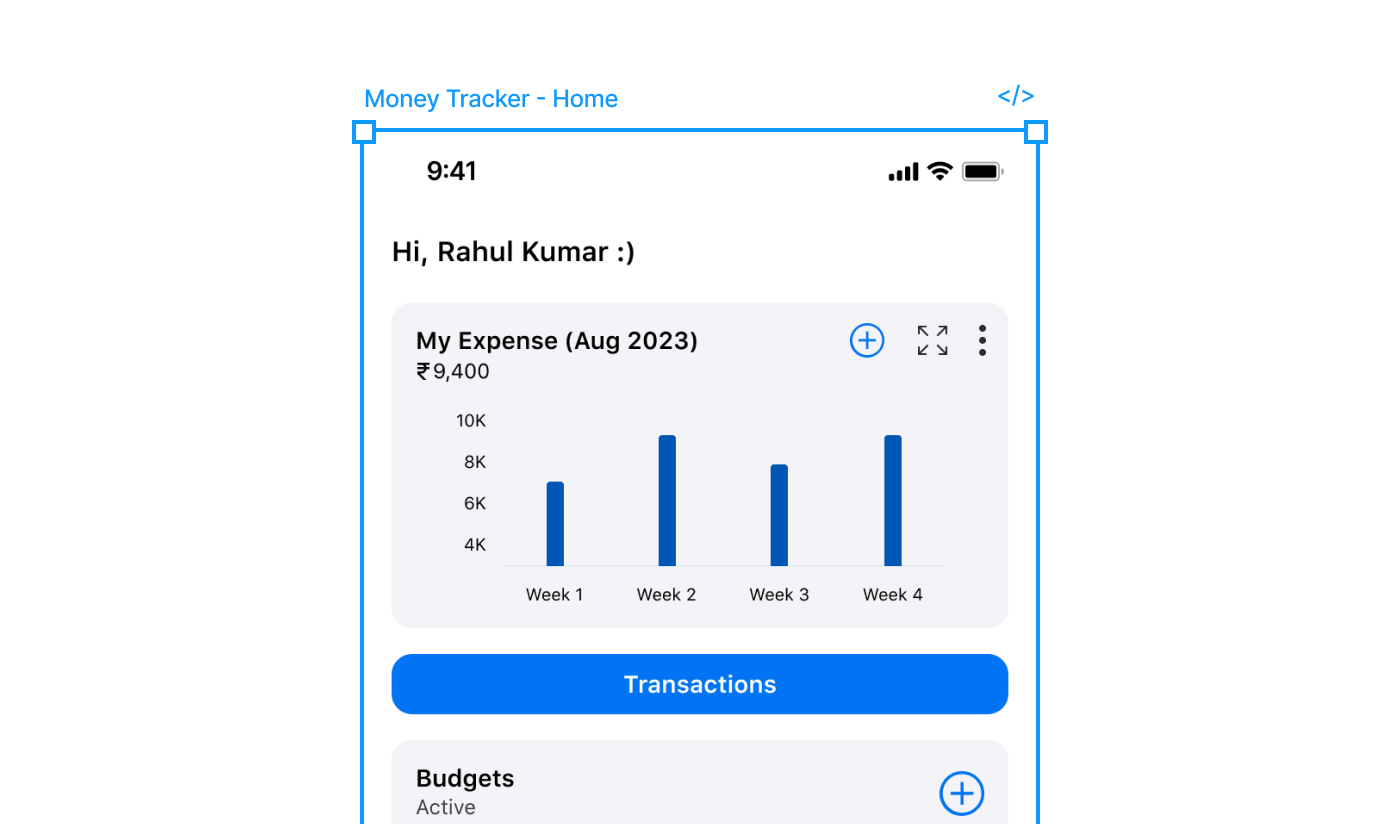 Money Tracker - Home </>
9:41
Hi, Rahul Kumar :)
My Expense (Aug 2023)
₹9,400
10K
8K
6K
4K
Week 1 Week 2 Week 3 Week 4
Transactions
Budgets
Active